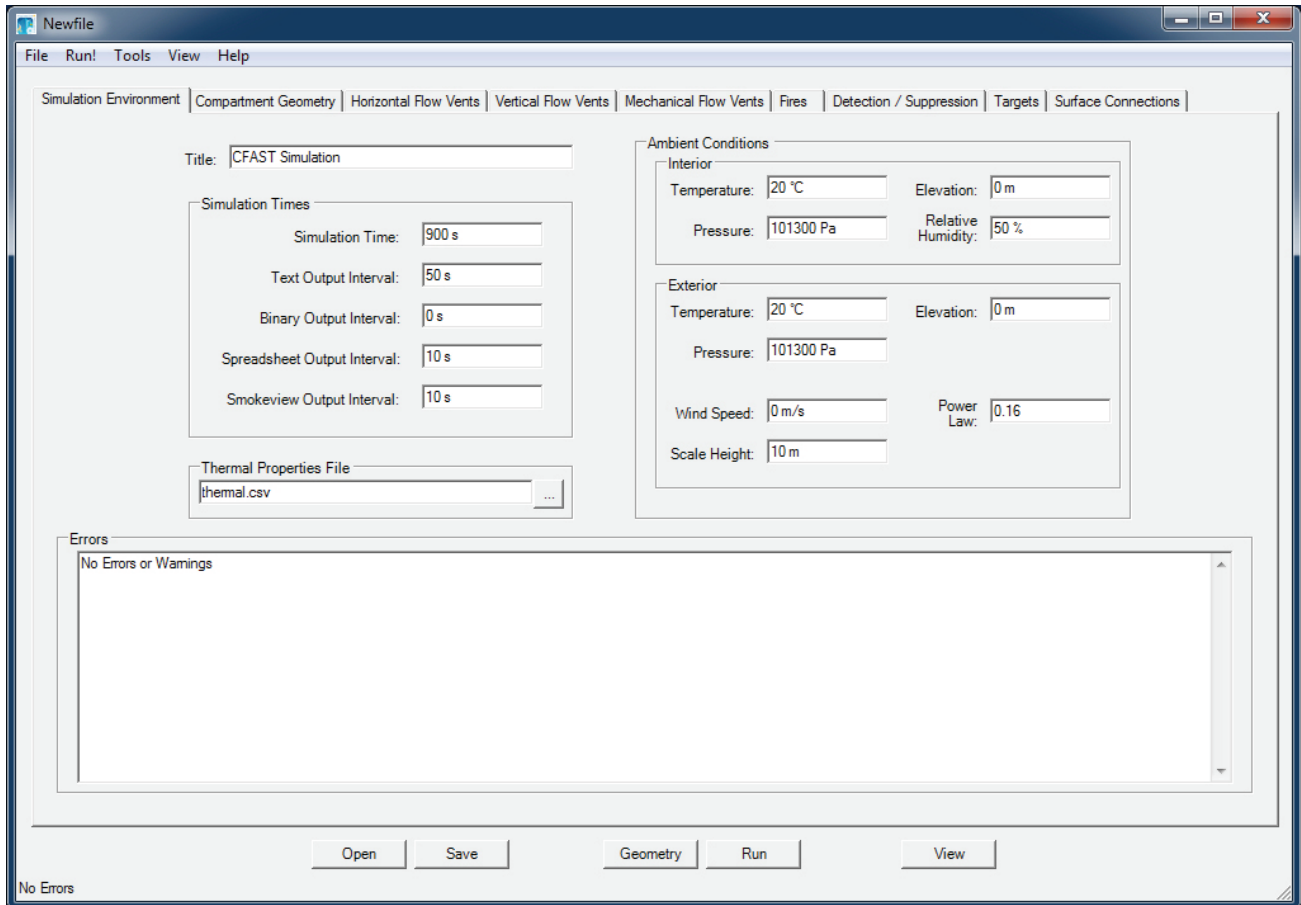 Newfile
File Run! Tools View Help
Simulation Environment Compartment Geometry Horizontal Flow Vents Vertical Flow Vents Mechanical Flow Vents Fires Detection / Suppression Targets Surface Connections
Title: CFAST Simulation
Simulation Times
Simulation Time: 900 s
Text Output Interval: 50 s
Binary Output Interval: 0 s
Spreadsheet Output Interval: 10 s
Smokeview Output Interval: 10 s
Thermal Properties File
thermal.csv ...
Ambient Conditions
Interior
Temperature: 20 °C Elevation: 0 m
Pressure: 101300 Pa Relative Humidity: 50 %
Exterior
Temperature: 20 °C Elevation: 0 m
Pressure: 101300 Pa
Wind Speed: 0 m/s Power Law: 0.16
Scale Height: 10 m
Errors
No Errors or Warnings
Open Save Geometry Run View
No Errors